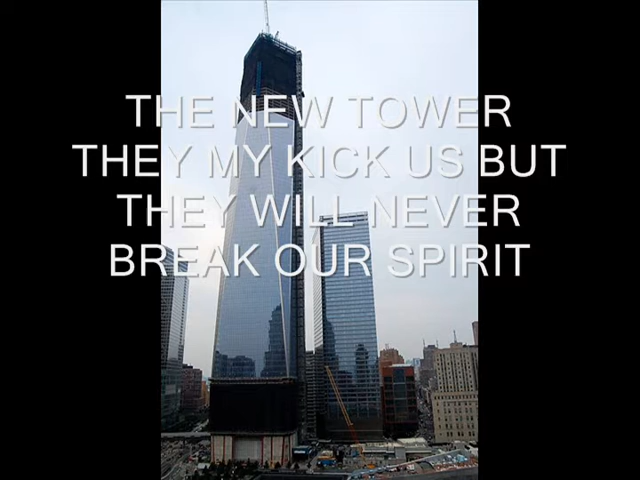 THE NEW TOWER
THEY MY KICK US BUT
THEY WILL NEVER
BREAK OUR SPIRIT